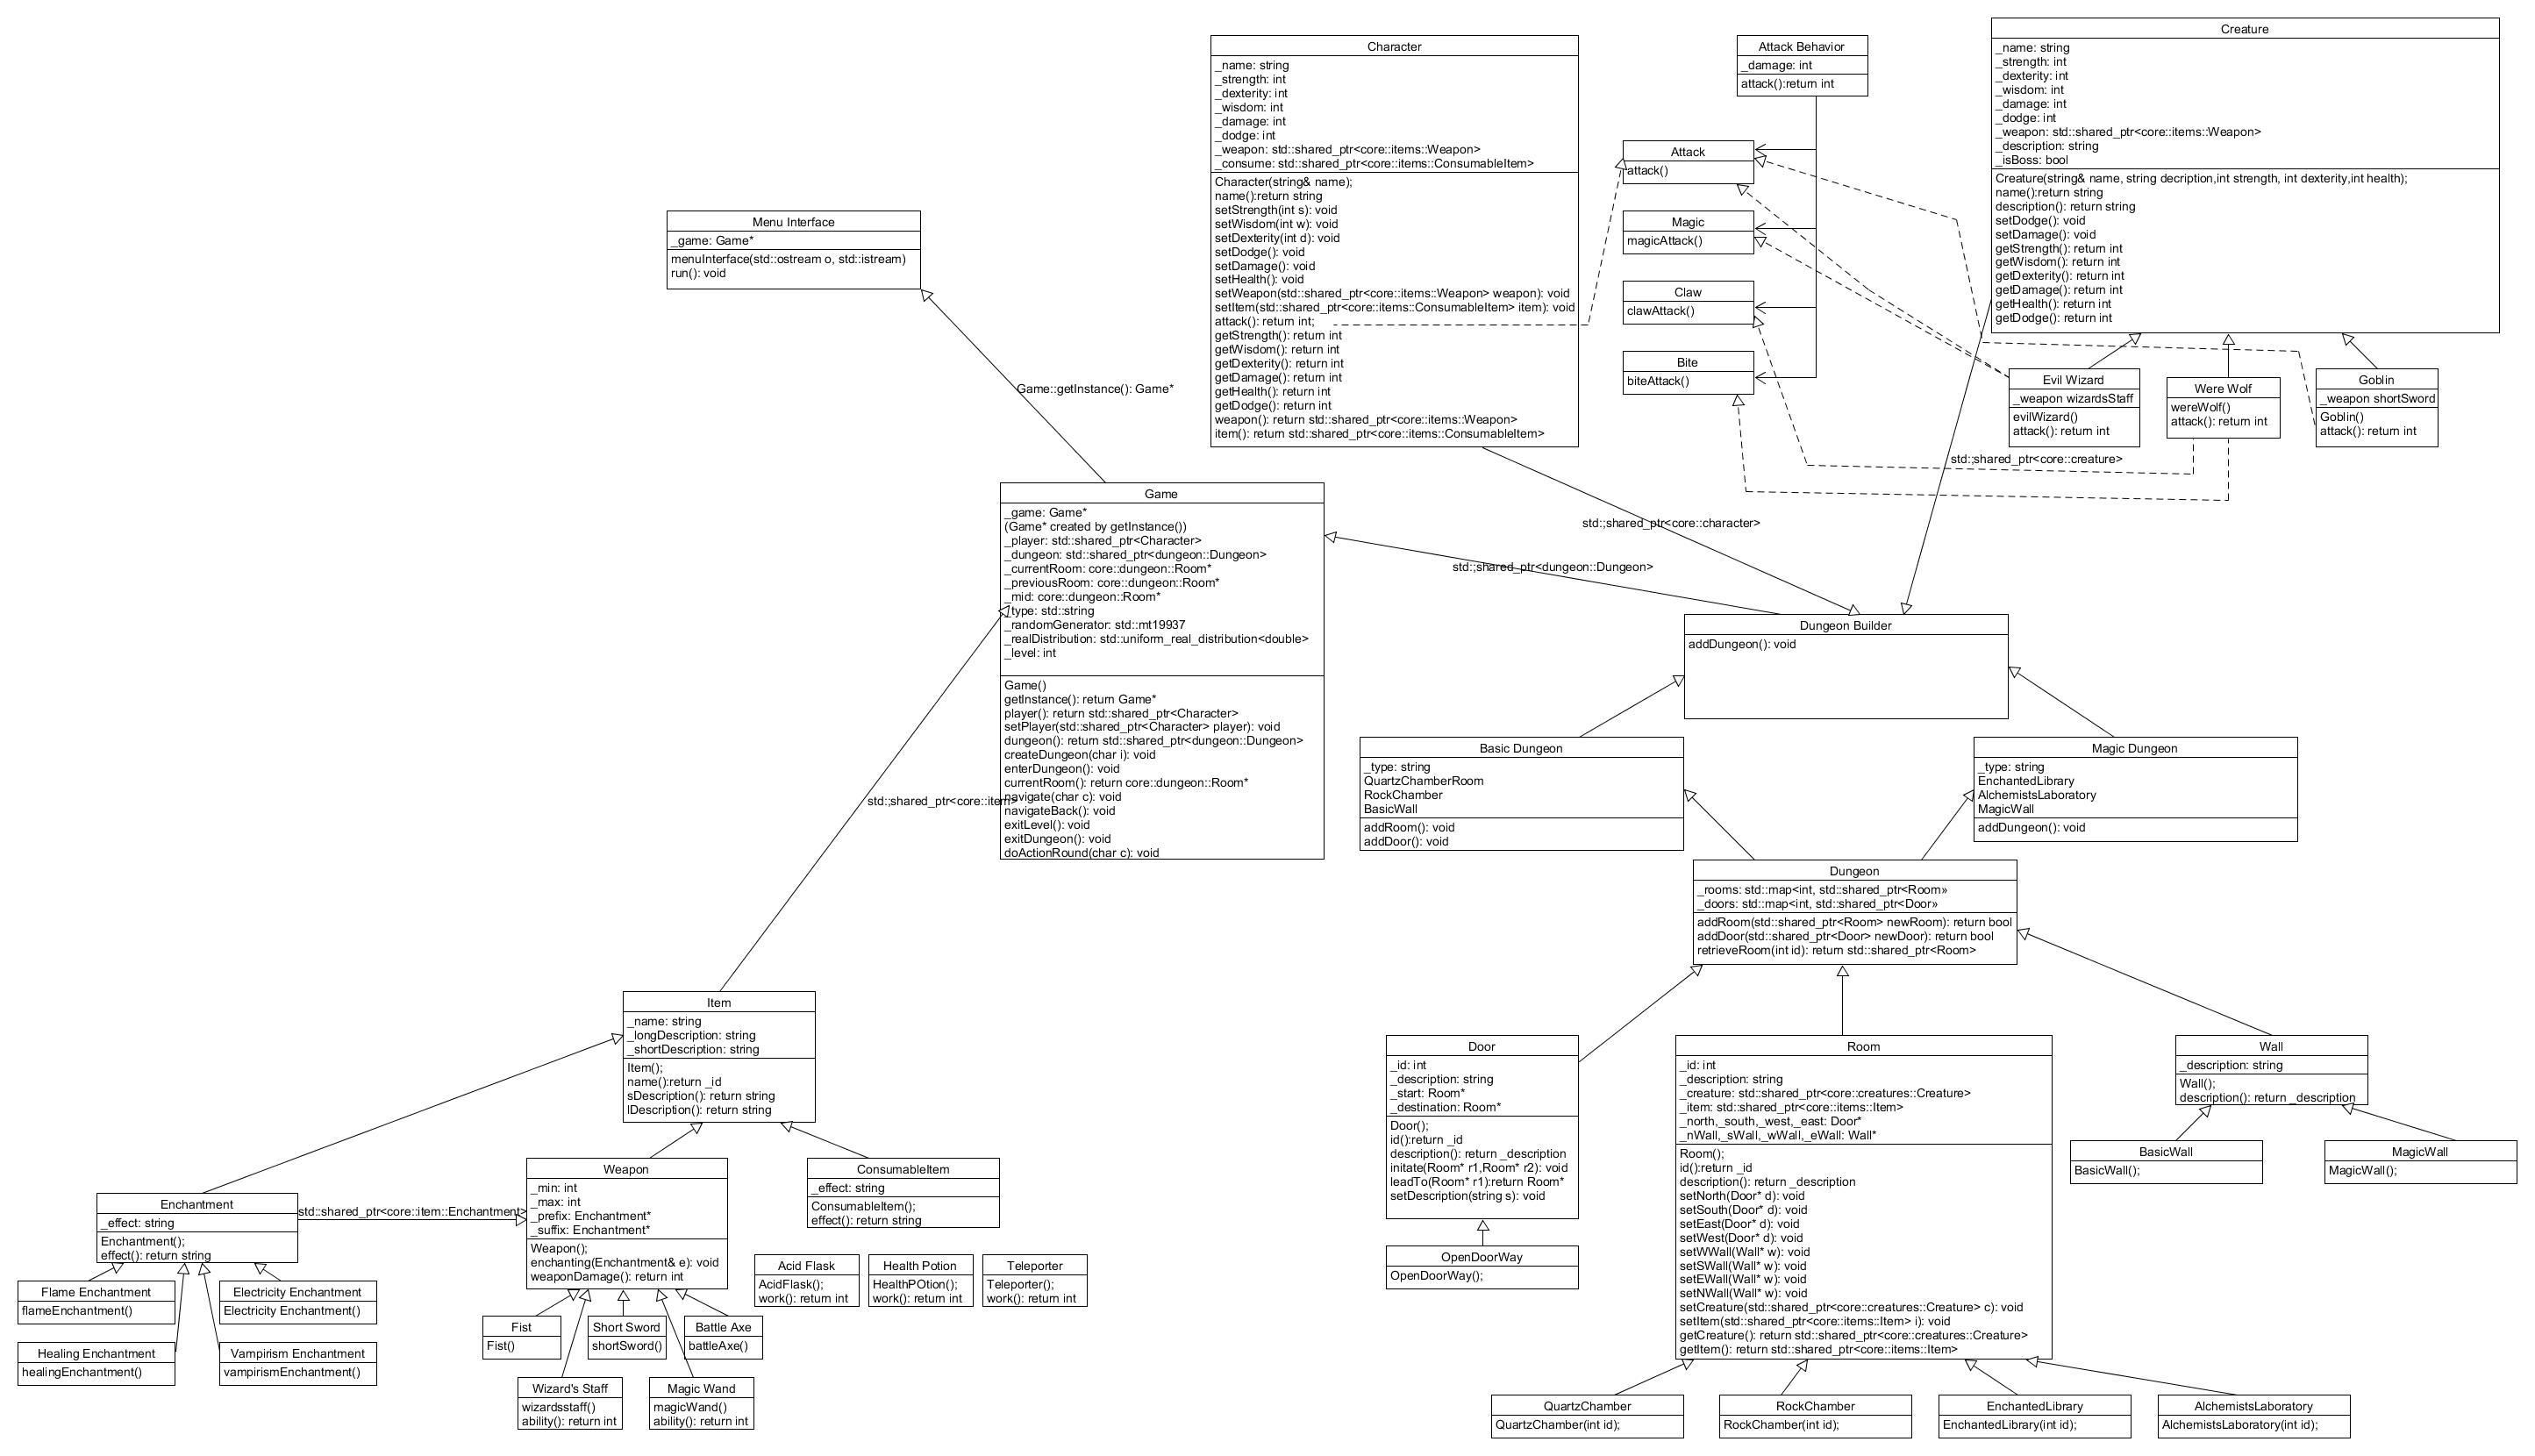 Character
_name: string
_strength: int
_dexterity: int
_wisdom: int
_damage: int
_dodge: int
_weapon: std::shared_ptr<core::items::Weapon>
_consume: std::shared_ptr<core::items::ConsumableItem>
Character(string& name);
name():return string
setStrength(int s): void
setWisdom(int w): void
setDexterity(int d): void
setDodge(): void
setDamage(): void
setHealth(): void
setWeapon(std::shared_ptr<core::items::Weapon> weapon): void
setItem(std::shared_ptr<core::items::ConsumableItem> item): void
attack(): return int;
getStrength(): return int
getWisdom(): return int
getDexterity(): return int
getDamage(): return int
getHealth(): return int
getDodge(): return int
weapon(): return std::shared_ptr<core::items::Weapon>
item(): return std::shared_ptr<core::items::ConsumableItem>
Attack Behavior
_damage: int
attack():return int
Attack
attack()
Magic
magicAttack()
Claw
clawAttack()
Bite
biteAttack()
Creature
_name: string
_strength: int
_dexterity: int
_wisdom: int
_damage: int
_dodge: int
_weapon: std::shared_ptr<core::items::Weapon>
_description: string
_isBoss: bool
Creature(string& name, string decription,int strength, int dexterity,int health);
name():return string
description(): return string
setDodge(): void
setDamage(): void
getStrength(): return int
getWisdom(): return int
getDexterity(): return int
getDamage(): return int
getHealth(): return int
getDodge(): return int
Evil Wizard
_weapon wizardsStaff
evilWizard()
attack(): return int
Were Wolf
wereWolf()
attack(): return int
Goblin
_weapon shortSword
Goblin()
attack(): return int
std:;shared_ptr<core::creature>
Menu Interface
_game: Game*
menuInterface(std::ostream o, std::istream)
run(): void
Game::getInstance(): Game*
Game
_game: Game*
(Game* created by getInstance())
_player: std::shared_ptr<Character>
_dungeon: std::shared_ptr<dungeon::Dungeon>
_currentRoom: core::dungeon::Room*
_previousRoom: core::dungeon::Room*
_mid: core::dungeon::Room*
_type: std::string
_randomGenerator: std::mt19937
_realDistribution: std::uniform_real_distribution<double>
_level: int
Game()
getInstance(): return Game*
player(): return std::shared_ptr<Character>
setPlayer(std::shared_ptr<Character> player): void
dungeon(): return std::shared_ptr<dungeon::Dungeon>
createDungeon(char i): void
enterDungeon(): void
currentRoom(): return core::dungeon::Room*
navigate(char c): void
navigateBack(): void
exitLevel(): void
exitDungeon(): void
doActionRound(char c): void
std:;shared_ptr<core::character>
std:;shared_ptr<dungeon::Dungeon>
std:;shared_ptr<core::item>
Dungeon Builder
addDungeon(): void
Basic Dungeon
_type: string
QuartzChamberRoom
RockChamber
BasicWall
addRoom(): void
addDoor(): void
Magic Dungeon
_type: string
EnchantedLibrary
AlchemistsLaboratory
MagicWall
addDungeon(): void
Dungeon
_rooms: std::map<int, std::shared_ptr<Room»
_doors: std::map<int, std::shared_ptr<Door»
addRoom(std::shared_ptr<Room> newRoom): return bool
addDoor(std::shared_ptr<Door> newDoor): return bool
retrieveRoom(int id): return std::shared_ptr<Room>
Item
_name: string
_longDescription: string
_shortDescription: string
Item();
name():return _id
sDescription(): return string
lDescription(): return string
Door
_id: int
_description: string
_start: Room*
_destination: Room*
Door();
id():return _id
description(): return _description
initate(Room* r1,Room* r2): void
leadTo(Room* r1):return Room*
setDescription(string s): void
OpenDoorWay
OpenDoorWay();
Room
_id: int
_description: string
_creature: std::shared_ptr<core::creatures::Creature>
_item: std::shared_ptr<core::items::Item>
_north,_south,_west,_east: Door*
_nWall,_sWall,_wWall,_eWall: Wall*
Room();
id():return _id
description(): return _description
setNorth(Door* d): void
setSouth(Door* d): void
setEast(Door* d): void
setWest(Door* d): void
setWWall(Wall* w): void
setSWall(Wall* w): void
setEWall(Wall* w): void
setNWall(Wall* w): void
setCreature(std::shared_ptr<core::creatures::Creature> c): void
setItem(std::shared_ptr<core::items::Item> i): void
getCreature(): return std::shared_ptr<core::creatures::Creature>
getItem(): return std::shared_ptr<core::items::Item>
Wall
_description: string
Wall();
description(): return _description
BasicWall
BasicWall();
MagicWall
MagicWall();
QuartzChamber
QuartzChamber(int id);
RockChamber
RockChamber(int id);
EnchantedLibrary
EnchantedLibrary(int id);
AlchemistsLaboratory
AlchemistsLaboratory(int id);
Enchantment
_effect: string
Enchantment();
effect(): return string
std::shared_ptr<core::item::Enchantment>
Weapon
_min: int
_max: int
_prefix: Enchantment*
_suffix: Enchantment*
Weapon();
enchanting(Enchantment& e): void
weaponDamage(): return int
ConsumableItem
_effect: string
ConsumableItem();
effect(): return string
Acid Flask
AcidFlask();
work(): return int
Health Potion
HealthPOtion();
work(): return int
Teleporter
Teleporter();
work(): return int
Flame Enchantment
flameEnchantment()
Electricity Enchantment
Electricity Enchantment()
Healing Enchantment
healingEnchantment()
Vampirism Enchantment
vampirismEnchantment()
Fist
Fist()
Short Sword
shortSword()
Battle Axe
battleAxe()
Wizard's Staff
wizardsstaff()
ability(): return int
Magic Wand
magicWand()
ability(): return int